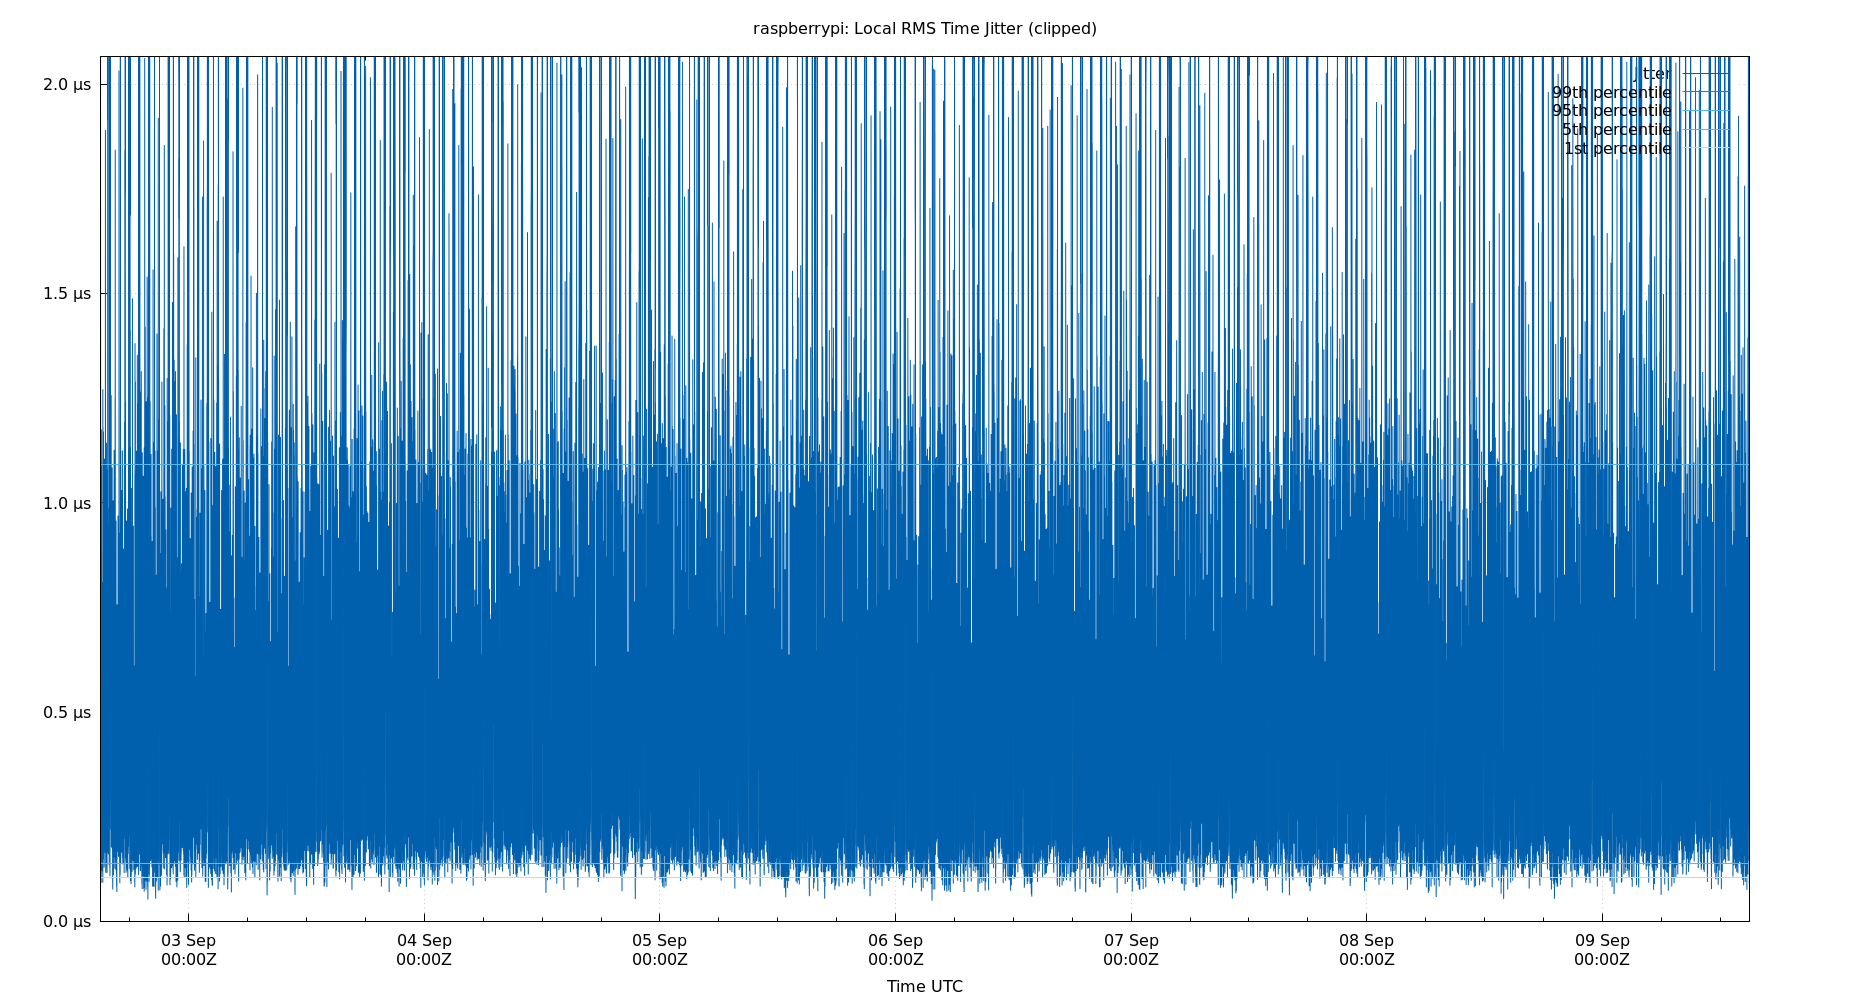 raspberrypi: Local RMS Time Jitter (clipped)
2.0 μs
1.5 μs
1.0 μs
0.5 μs
0.0 μs
jitter
99th percentile
95th percentile
5th percentile
1st percentile
03 Sep
00:00Z
04 Sep
00:00Z
05 Sep
00:00Z
06 Sep
00:00Z
07 Sep
00:00Z
08 Sep
00:00Z
09 Sep
00:00Z
Time UTC